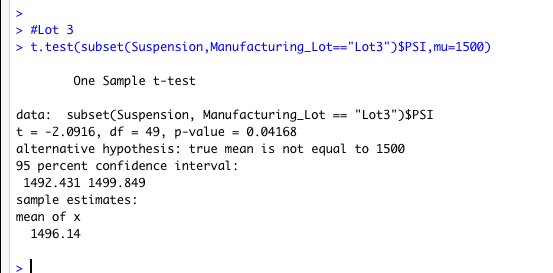 >
> #Lot 3
> t.test(subset(Suspension,Manufacturing_Lot=="Lot3")$PSI,mu=1500)
One Sample t-test
data:  subset(Suspension, Manufacturing_Lot == "Lot3")$PSI
t = -2.0916, df = 49, p-value = 0.04168
alternative hypothesis: true mean is not equal to 1500
95 percent confidence interval:
1492.431 1499.849
sample estimates:
mean of x
1496.14
>